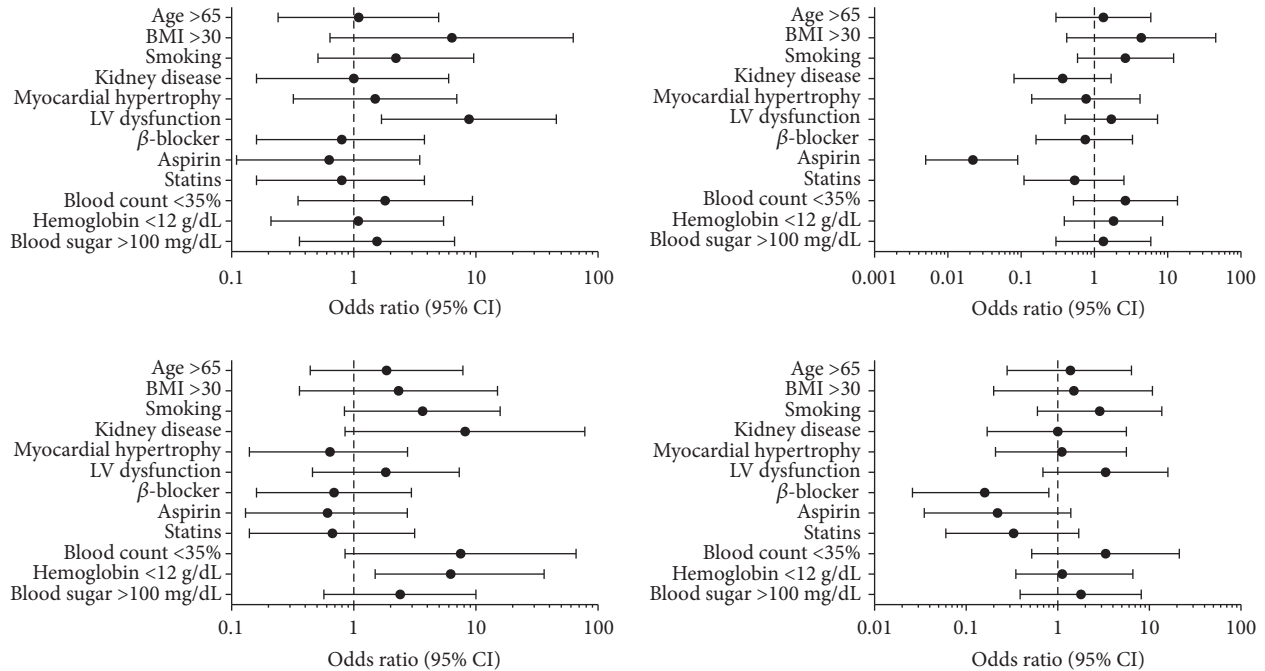 Age >65
BMI >30
Smoking
Kidney disease
Myocardial hypertrophy
LV dysfunction
β-blocker
Aspirin
Statins
Blood count <35%
Hemoglobin <12 g/dL
Blood sugar >100 mg/dL
0.1 1 10 100
Odds ratio (95% CI)
Age >65
BMI >30
Smoking
Kidney disease
Myocardial hypertrophy
LV dysfunction
β-blocker
Aspirin
Statins
Blood count <35%
Hemoglobin <12 g/dL
Blood sugar >100 mg/dL
0.001 0.1 1 10 100
Odds ratio (95% CI)
Age >65
BMI >30
Smoking
Kidney disease
Myocardial hypertrophy
LV dysfunction
β-blocker
Aspirin
Statins
Blood count <35%
Hemoglobin <12 g/dL
Blood sugar >100 mg/dL
0.1 1 10 100
Odds ratio (95% CI)
Age >65
BMI >30
Smoking
Kidney disease
Myocardial hypertrophy
LV dysfunction
β-blocker
Aspirin
Statins
Blood count <35%
Hemoglobin <12 g/dL
Blood sugar >100 mg/dL
0.01 0.1 1 10 100
Odds ratio (95% CI)